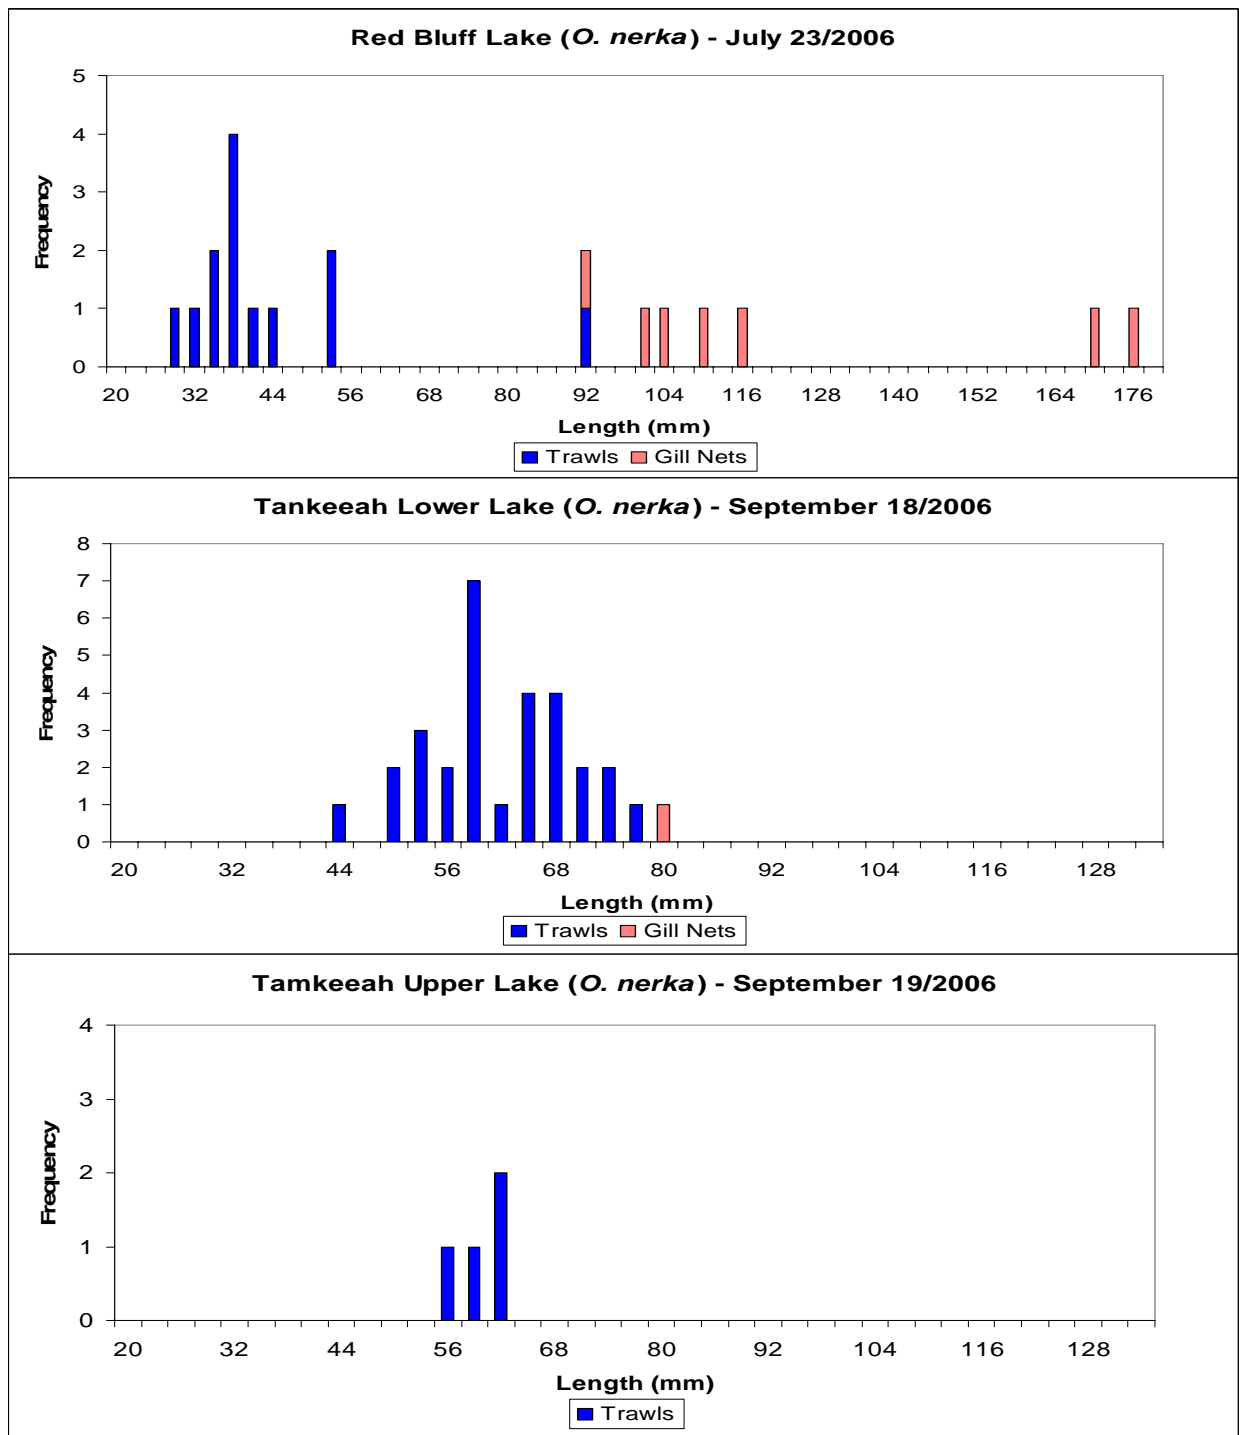 Red Bluff Lake (O. nerka) - July 23/2006
5
4
3
2
1
0
Frequency
20 32 44 56 68 80 92 104 116 128 140 152 164 176
Length (mm)
Trawls Gill Nets
Tankeeah Lower Lake (O. nerka) - September 18/2006
8
7
6
5
4
3
2
1
0
Frequency
20 32 44 56 68 80 92 104 116 128
Length (mm)
Trawls Gill Nets
Tamkeeah Upper Lake (O. nerka) - September 19/2006
4
3
2
1
0
Frequency
20 32 44 56 68 80 92 104 116 128
Length (mm)
Trawls